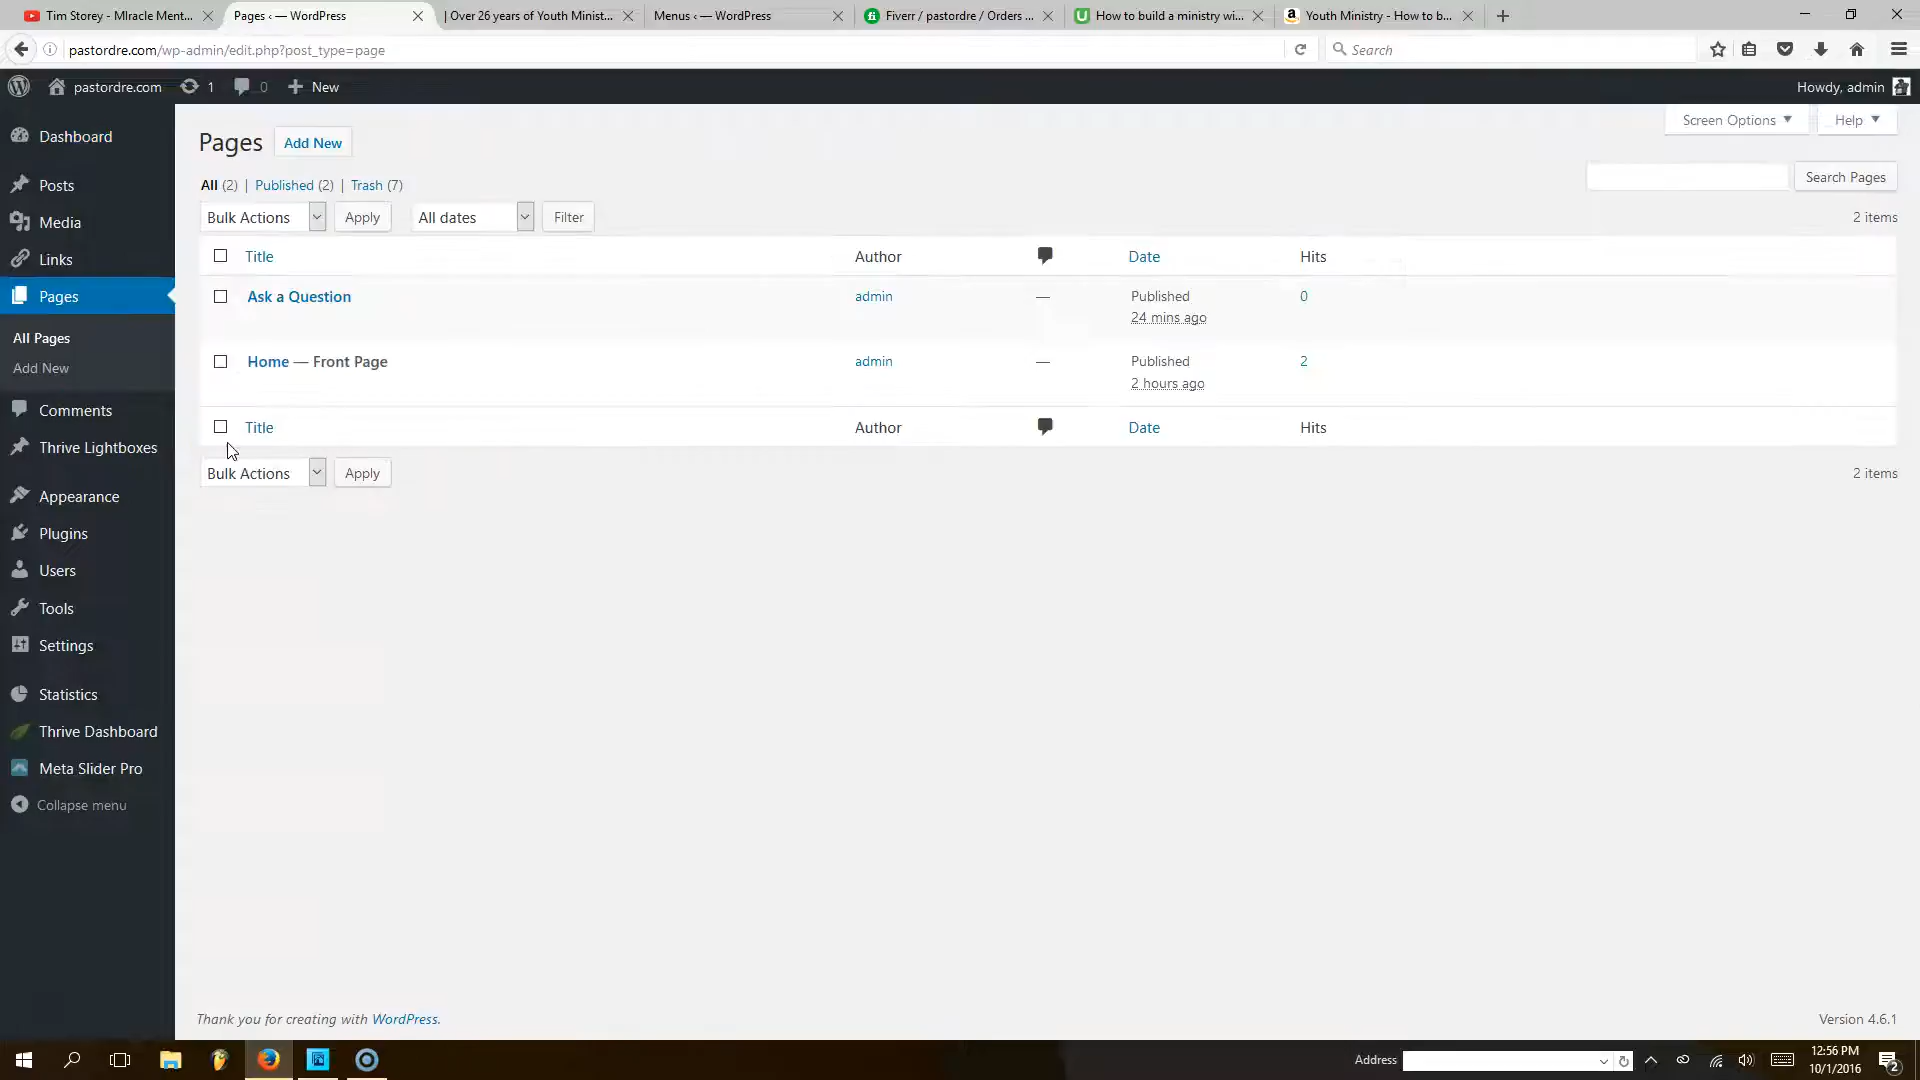 Tim Storey - MIracle Ment...
Pages ‹ — WordPress
| Over 26 years of Youth Minist...
Menus ‹ — WordPress
Fiverr / pastordre / Orders ...
How to build a ministry wi...
Youth Ministry - How to b...
pastordre.com/wp-admin/edit.php?post_type=page
Search
pastordre.com
1
0
New
Howdy, admin
Dashboard
Posts
Media
Links
Pages
All Pages
Add New
Comments
Thrive Lightboxes
Appearance
Plugins
Users
Tools
Settings
Statistics
Thrive Dashboard
Meta Slider Pro
Collapse menu
Screen Options
Help
Pages
Add New
All (2) | Published (2) | Trash (7)
Search Pages
Bulk Actions
Apply
All dates
Filter
2 items
Title
Author
Date
Hits
Ask a Question
admin
—
Published
24 mins ago
0
Home — Front Page
admin
—
Published
2 hours ago
2
Title
Author
Date
Hits
Bulk Actions
Apply
2 items
Thank you for creating with WordPress.
Version 4.6.1
Address
12:56 PM
10/1/2016
2